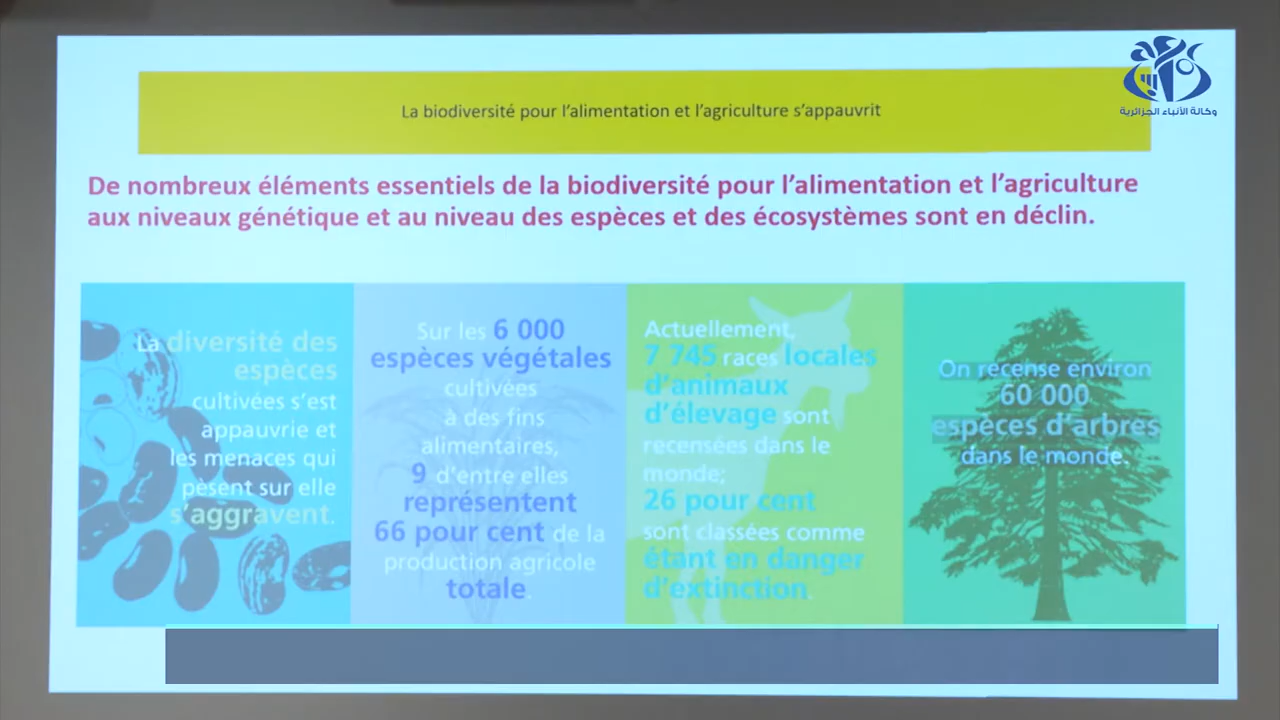 وكالة الأنباء الجزائرية
La biodiversité pour l'alimentation et l'agriculture s'appauvrit
De nombreux éléments essentiels de la biodiversité pour l'alimentation et l'agriculture
aux niveaux génétique et au niveau des espèces et des écosystèmes sont en déclin.
La diversité des
espèces
cultivées s'est
appauvrie et
les menaces qui
pèsent sur elle
s'aggravent.
Sur les 6 000
espèces végétales
cultivées
à des fins
alimentaires,
9 d'entre elles
représentent
66 pour cent de la
production agricole
totale
Actuellement,
7 745 races locales
d'animaux
d'élevage sont
recensées dans le
monde;
26 pour cent
sont classées comme
étant en danger
d'extinction.
On recense environ
60 000
espèces d'arbres
dans le monde.